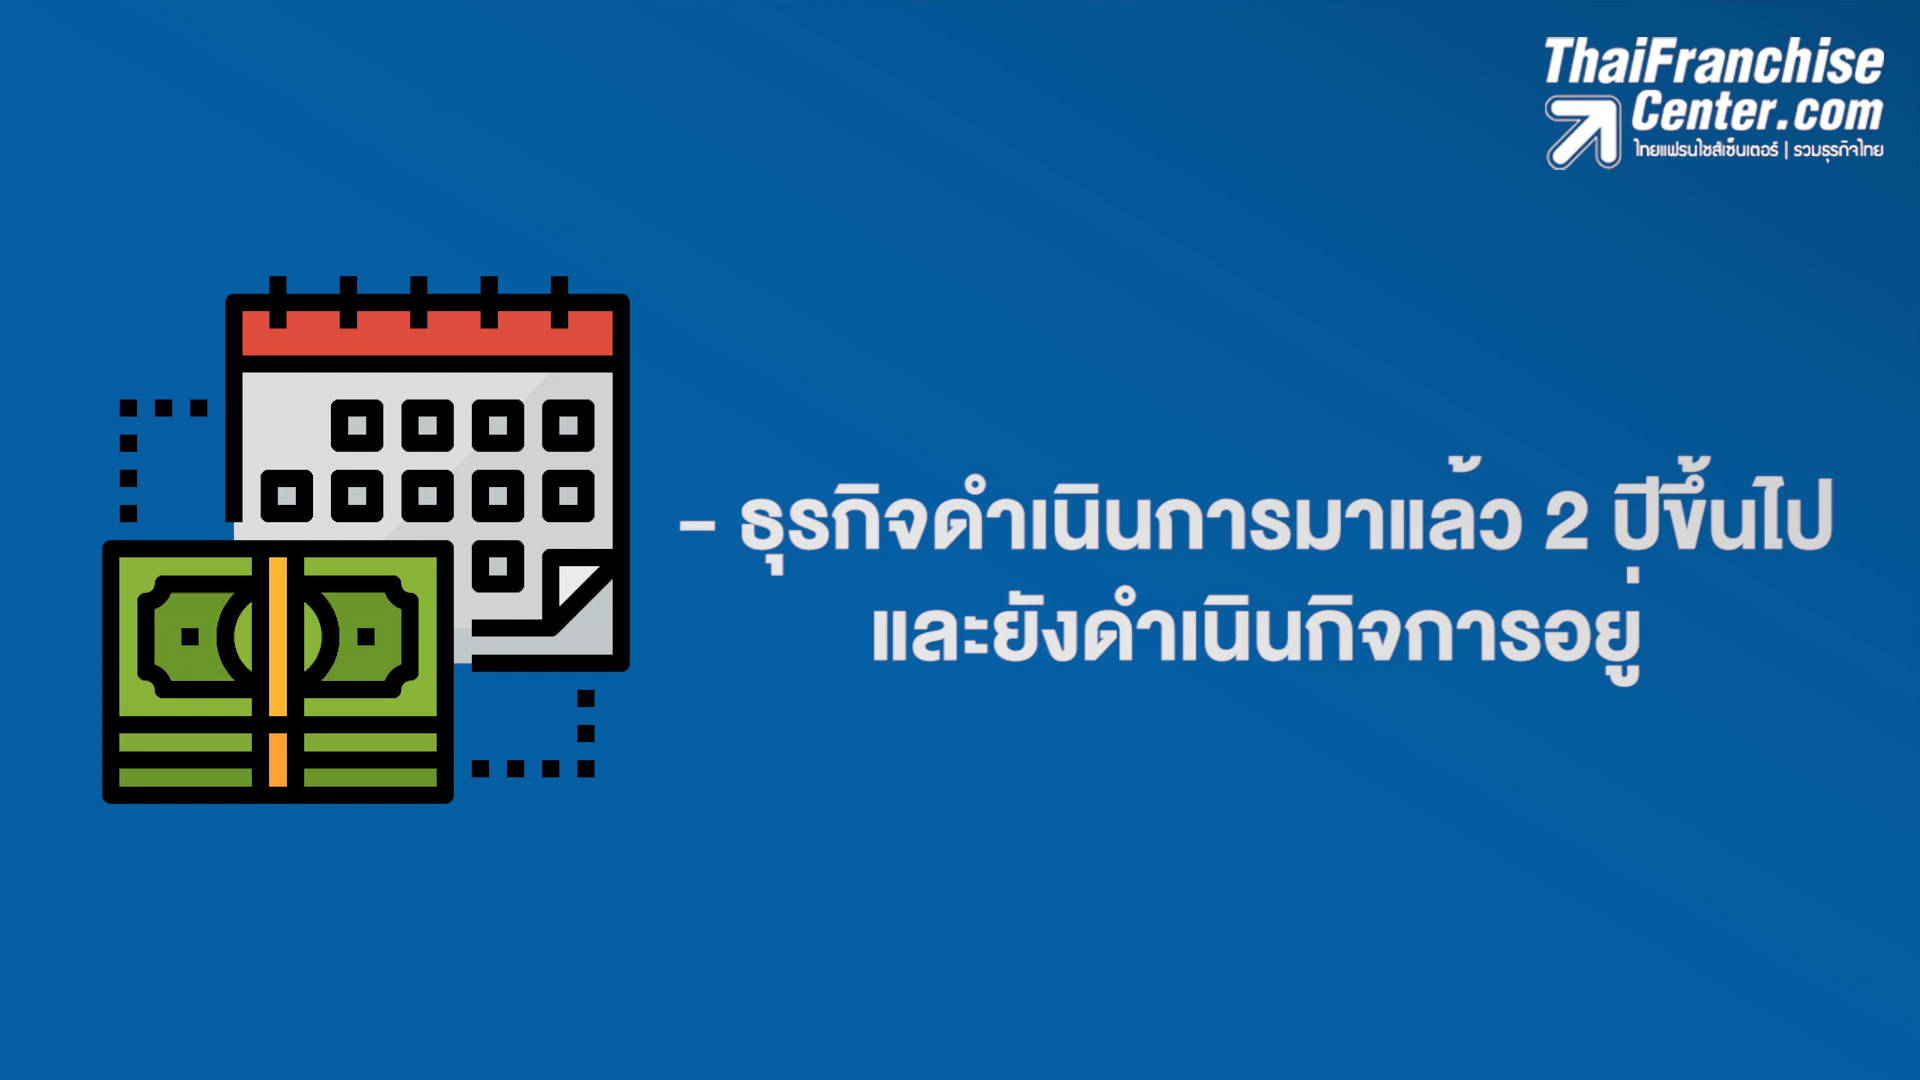 ThaiFranchise
Center.com
ไทยแฟรนไชส์เซ็นเตอร์ | รวมธุรกิจไทย
- ธุรกิจดำเนินการมาแล้ว 2 ปีขึ้นไป
และยังดำเนินกิจการอยู่